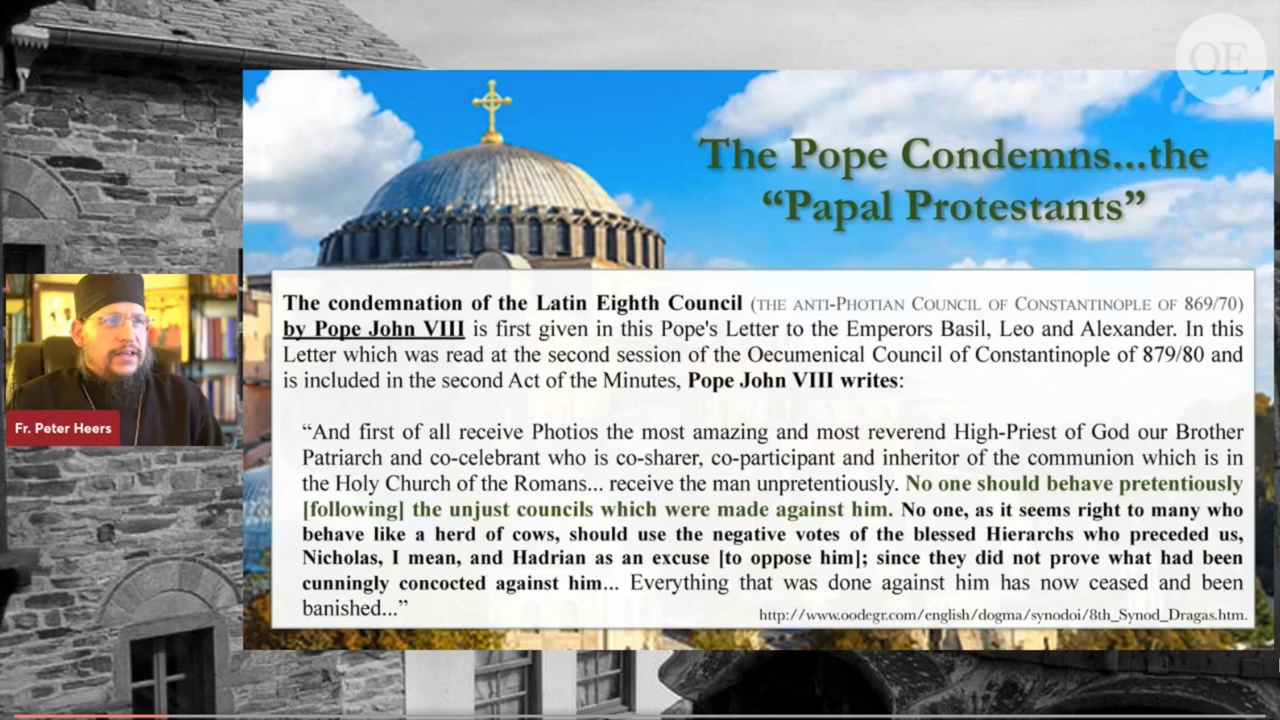 OE
The Pope Condemns...the
“Papal Protestants”
The condemnation of the Latin Eighth Council (THE ANTI-PHOTIAN COUNCIL OF CONSTANTINOPLE OF 869/70)
by Pope John VIII is first given in this Pope's Letter to the Emperors Basil, Leo and Alexander. In this
Letter which was read at the second session of the Oecumenical Council of Constantinople of 879/80 and
is included in the second Act of the Minutes, Pope John VIII writes:
“And first of all receive Photios the most amazing and most reverend High-Priest of God our Brother
Patriarch and co-celebrant who is co-sharer, co-participant and inheritor of the communion which is in
the Holy Church of the Romans... receive the man unpretentiously. No one should behave pretentiously
[following] the unjust councils which were made against him. No one, as it seems right to many who
behave like a herd of cows, should use the negative votes of the blessed Hierarchs who preceded us,
Nicholas, I mean, and Hadrian as an excuse [to oppose him]; since they did not prove what had been
cunningly concocted against him... Everything that was done against him has now ceased and been
banished...”
http://www.oodegr.com/english/dogma/synodoi/8th_Synod_Dragas.htm.
Fr. Peter Heers